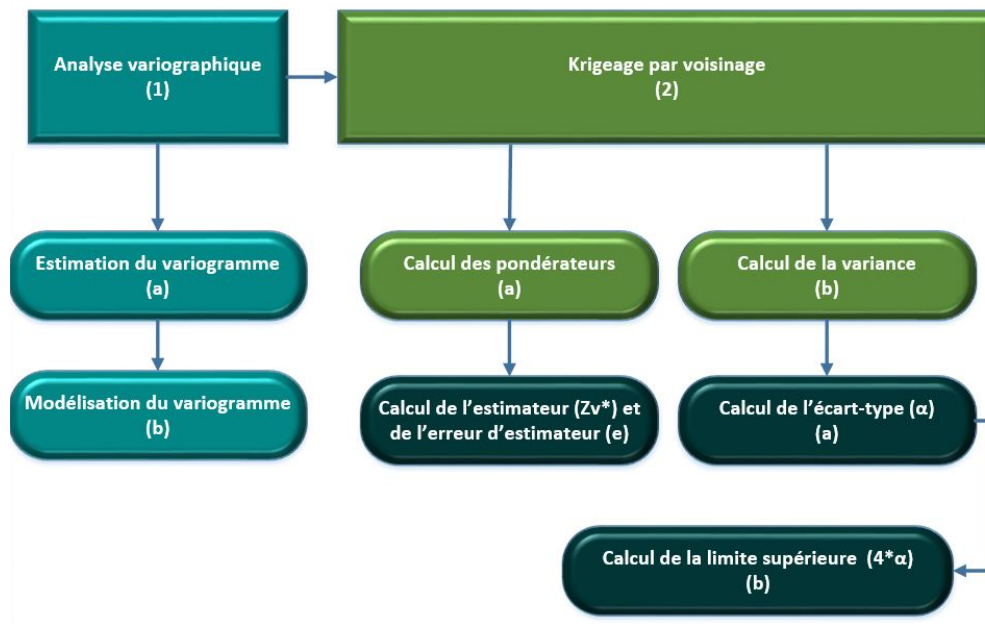 Analyse variographique
(1)
Krigeage par voisinage
(2)
Estimation du variogramme
(a)
Calcul des pondérateurs
(a)
Calcul de la variance
(b)
Modélisation du variogramme
(b)
Calcul de l’estimateur (Zv*) et
de l’erreur d’estimateur (e)
Calcul de l’écart-type (α)
(a)
Calcul de la limite supérieure (4*α)
(b)